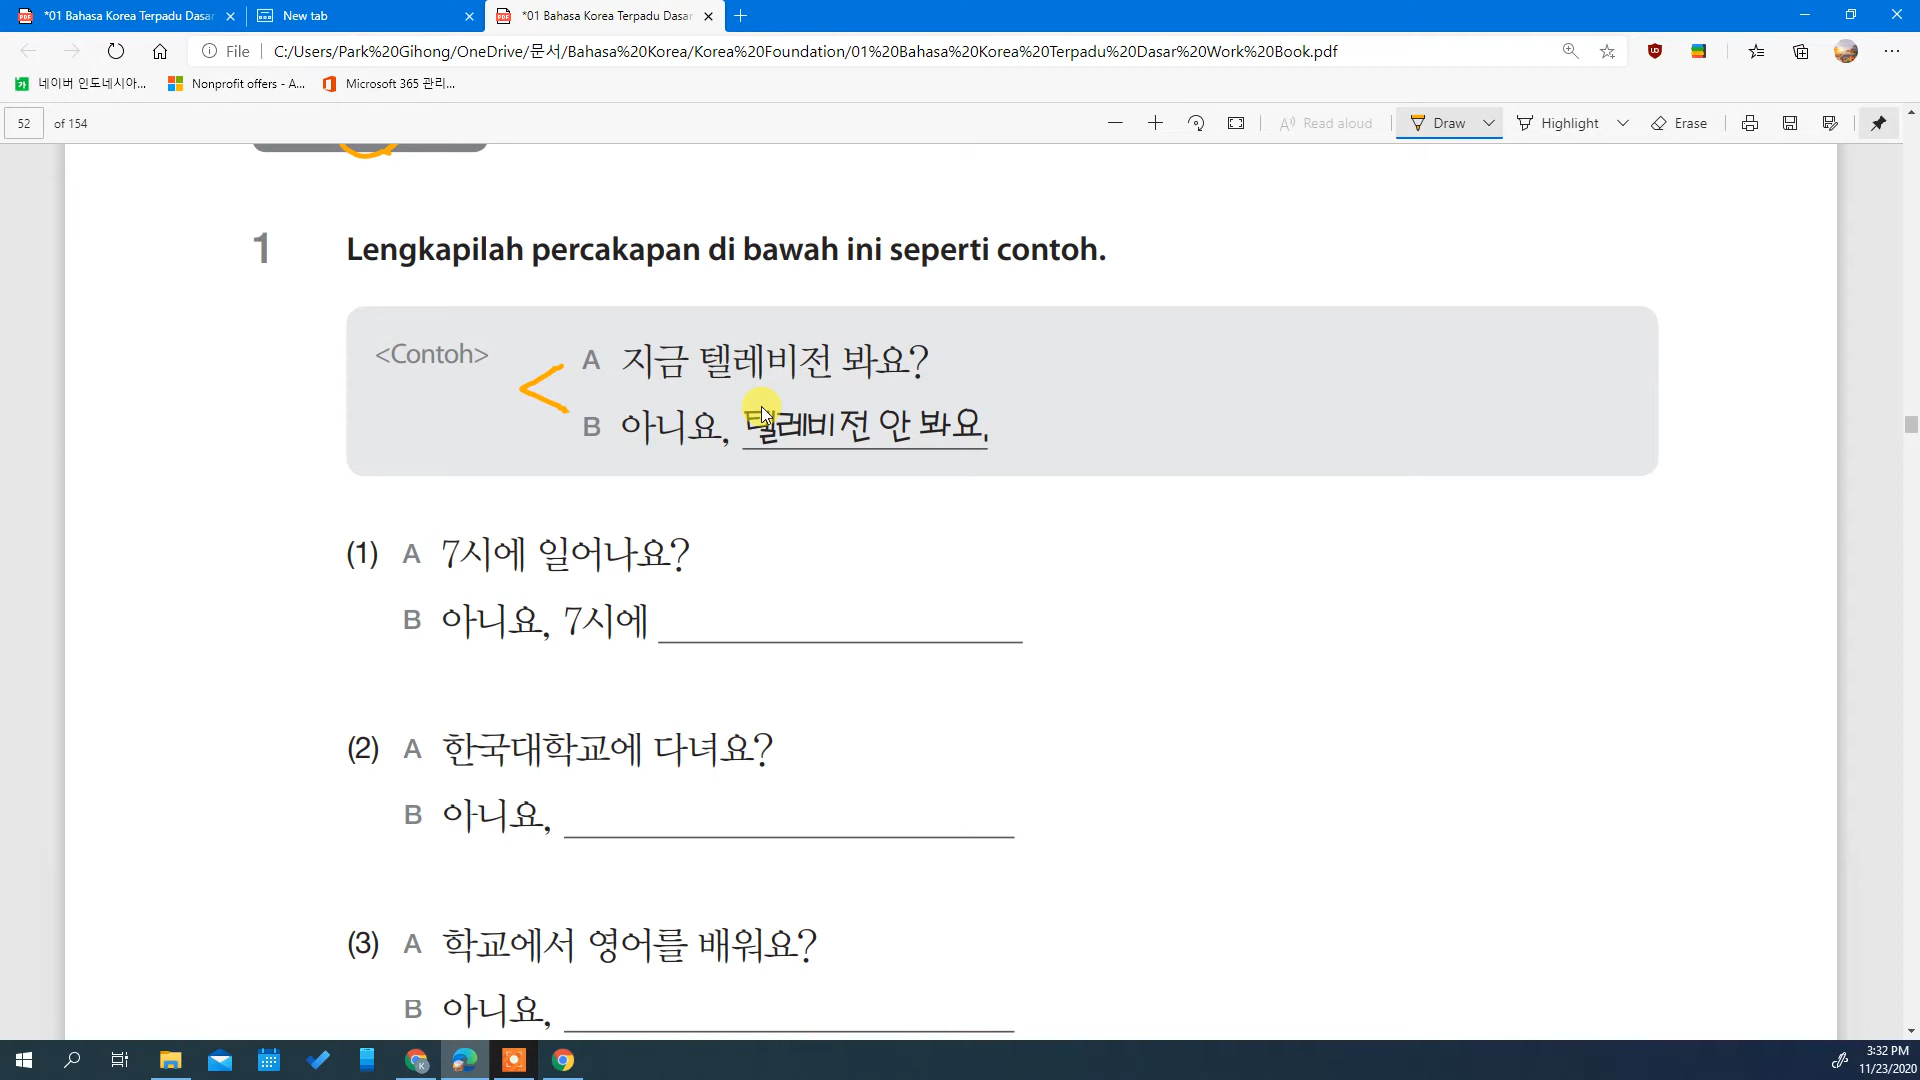 *01 Bahasa Korea Terpadu Dasar
New tab
*01 Bahasa Korea Terpadu Dasar
File C:/Users/Park%20Gihong/OneDrive/문서/Bahasa%20Korea/Korea%20Foundation/01%20Bahasa%20Korea%20Terpadu%20Dasar%20Work%20Book.pdf
네이버 인도네시아... Nonprofit offers - A... Microsoft 365 관리...
52 of 154 Read aloud Draw Highlight Erase
1 Lengkapilah percakapan di bawah ini seperti contoh.
<Contoh> A 지금 텔레비전 봐요?
B 아니요, 텔레비전 안 봐요.
(1) A 7시에 일어나요?
B 아니요, 7시에
(2) A 한국대학교에 다녀요?
B 아니요,
(3) A 학교에서 영어를 배워요?
B 아니요,
3:32 PM
11/23/2020